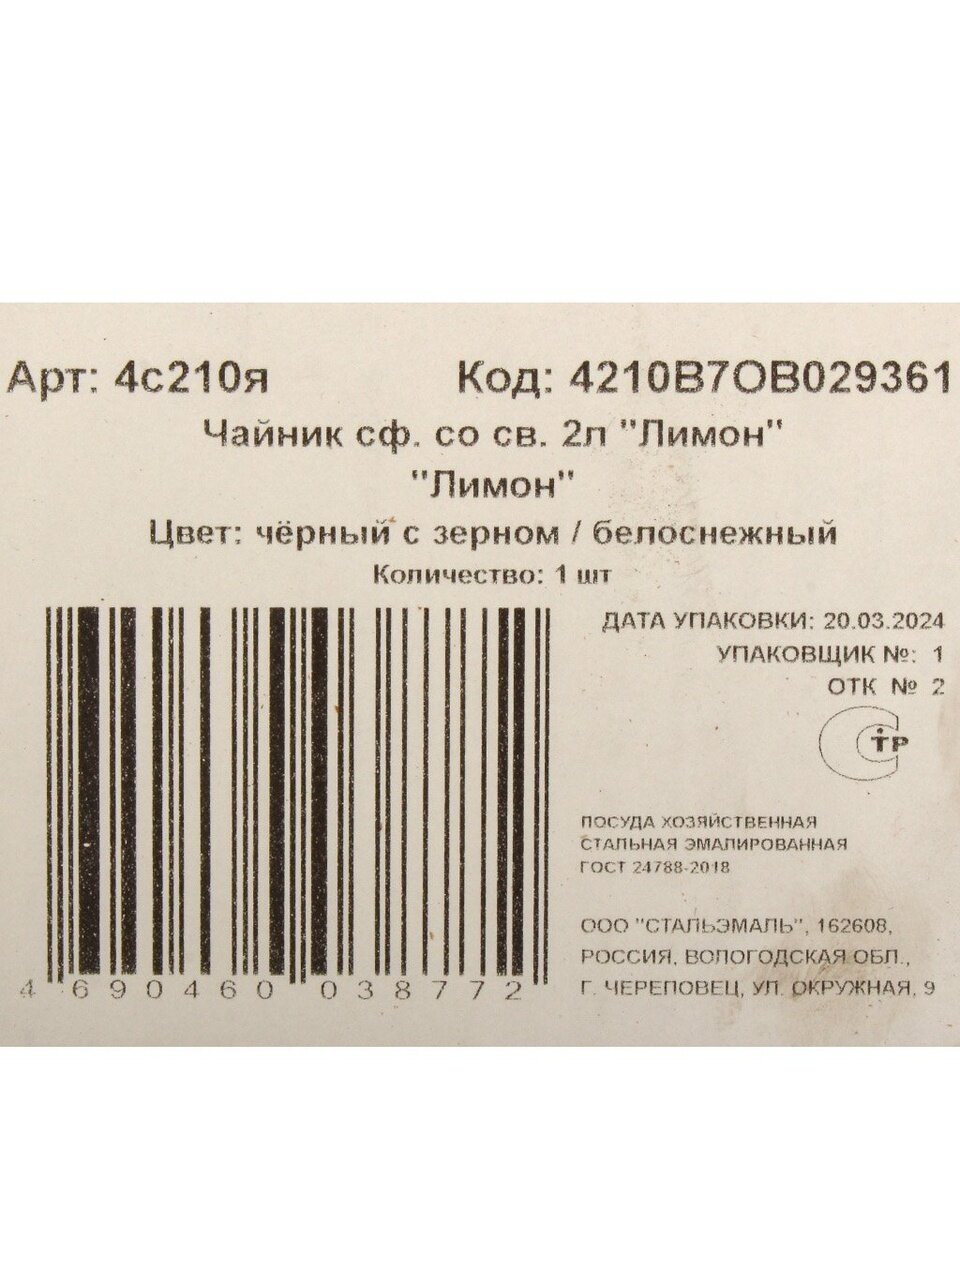 Арт: 4с210я Код: 4210В7ОВ029361
Чайник сф. со св. 2л "Лимон"
"Лимон"
Цвет: чёрный с зерном / белоснежный
Количество: 1 шт
ДАТА УПАКОВКИ: 20.03.2024
УПАКОВЩИК №: 1
ОТК № 2
СТР
ПОСУДА ХОЗЯЙСТВЕННАЯ
СТАЛЬНАЯ ЭМАЛИРОВАННАЯ
ГОСТ 24788-2018
ООО "СТАЛЬЭМАЛЬ", 162608,
РОССИЯ, ВОЛОГОДСКАЯ ОБЛ.,
Г. ЧЕРЕПОВЕЦ, УЛ. ОКРУЖНАЯ, 9
4 690460 038772